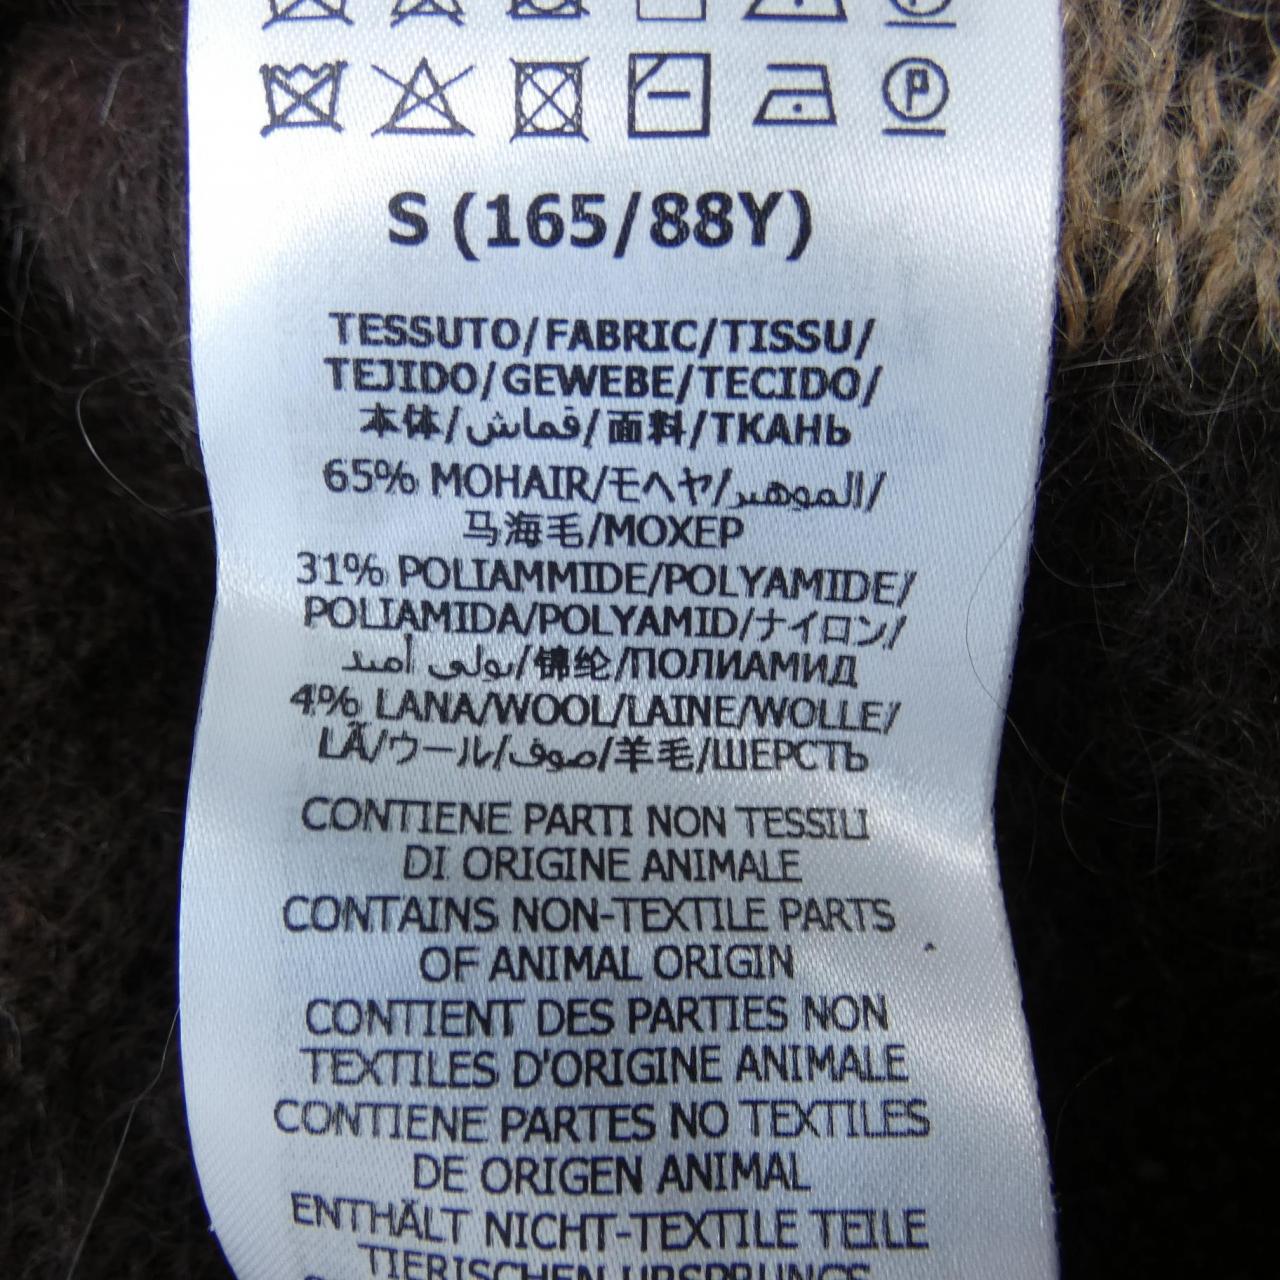 P
S (165/88Y)
TESSUTO/FABRIC/TISSU/
TEJIDO/GEWEBE/TECIDO/
本体/قماش/面料/ТКАНЬ
65% MOHAIR/モヘヤ/الموهير/
马海毛/МОХЕР
31% POLIAMMIDE/POLYAMIDE/
POLIAMIDA/POLYAMID/ナイロン/
بولي أميد/锦纶/ПОЛИАМИД
4% LANA/WOOL/LAINE/WOLLE/
LÃ/ウール/صوف/羊毛/ШЕРСТЬ
CONTIENE PARTI NON TESSILI
DI ORIGINE ANIMALE
CONTAINS NON-TEXTILE PARTS
OF ANIMAL ORIGIN
CONTIENT DES PARTIES NON
TEXTILES D'ORIGINE ANIMALE
CONTIENE PARTES NO TEXTILES
DE ORIGEN ANIMAL
ENTHÄLT NICHT-TEXTILE TEILE
TIERISCHEN URSPRUNGS